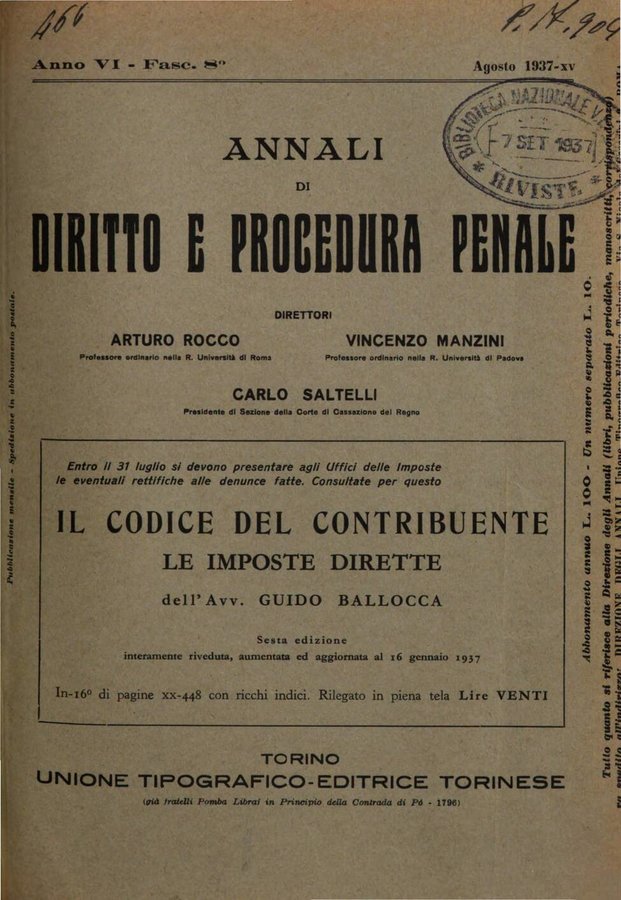 466
P. It. 904
Anno VI - Fasc. 8º
Agosto 1937-XV
BIBLIOTECA NAZIONALE
7 SET 1937
RIVISTE
ANNALI
DI
DIRITTO E PROCEDURA PENALE
DIRETTORI
ARTURO ROCCO
Professore ordinario nella R. Università di Roma
VINCENZO MANZINI
Professore ordinario nella R. Università di Padova
CARLO SALTELLI
Presidente di Sezione della Corte di Cassazione del Regno
Entro il 31 luglio si devono presentare agli Uffici delle Imposte
le eventuali rettifiche alle denunce fatte. Consultate per questo
IL CODICE DEL CONTRIBUENTE
LE IMPOSTE DIRETTE
dell'Avv. GUIDO BALLOCCA
Sesta edizione
interamente riveduta, aumentata ed aggiornata al 16 gennaio 1937
In-16º di pagine XX-448 con ricchi indici. Rilegato in piena tela Lire VENTI
TORINO
UNIONE TIPOGRAFICO-EDITRICE TORINESE
(già fratelli Pomba Librai in Principio della Contrada di Pò - 1796)
Pubblicazione mensile - Spedizione in abbonamento postale.
Abbonamento annuo L. 100 - Un numero separato L. 10.
Tutto quanto si riferisce alla Direzione degli Annali (libri, pubblicazioni periodiche, manoscritti, corrispondenza)